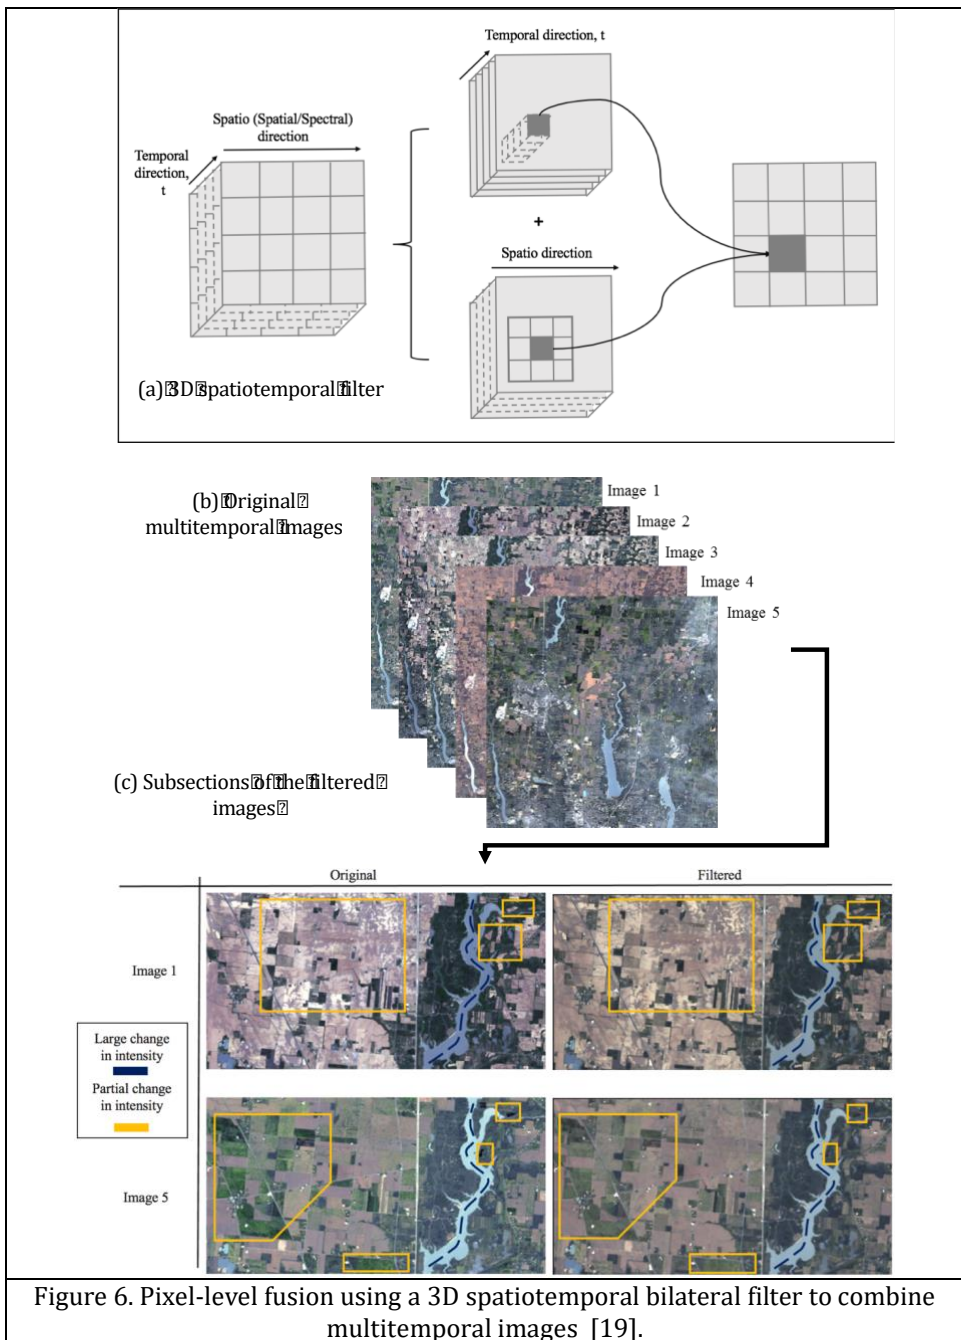 Temporal direction, t
Spatio (Spatial/Spectral)
direction
Temporal
direction,
t
+
Spatio direction
(a)⍰3D⍰spatiotemporal⍰filter
(b)⍰Original⍰
multitemporal⍰images
Image 1
Image 2
Image 3
Image 4
Image 5
(c) Subsections⍰of⍰the⍰filtered⍰
images⍰
Original
Filtered
Image 1
Large change
in intensity
Partial change
in intensity
Image 5
Figure 6. Pixel-level fusion using a 3D spatiotemporal bilateral filter to combine
multitemporal images [19].